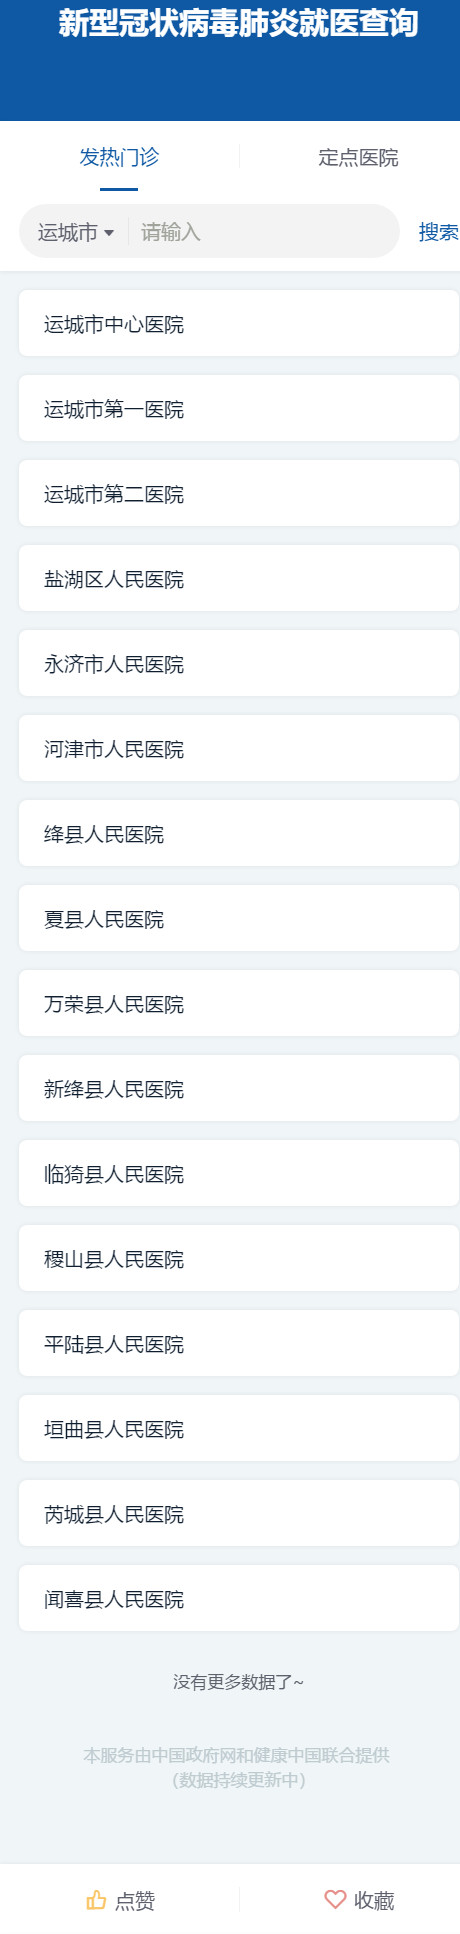 新型冠状病毒肺炎就医查询
发热门诊 定点医院
运城市 请输入 搜索
运城市中心医院
运城市第一医院
运城市第二医院
盐湖区人民医院
永济市人民医院
河津市人民医院
绛县人民医院
夏县人民医院
万荣县人民医院
新绛县人民医院
临猗县人民医院
稷山县人民医院
平陆县人民医院
垣曲县人民医院
芮城县人民医院
闻喜县人民医院
没有更多数据了~
本服务由中国政府网和健康中国联合提供
（数据持续更新中）
点赞 收藏